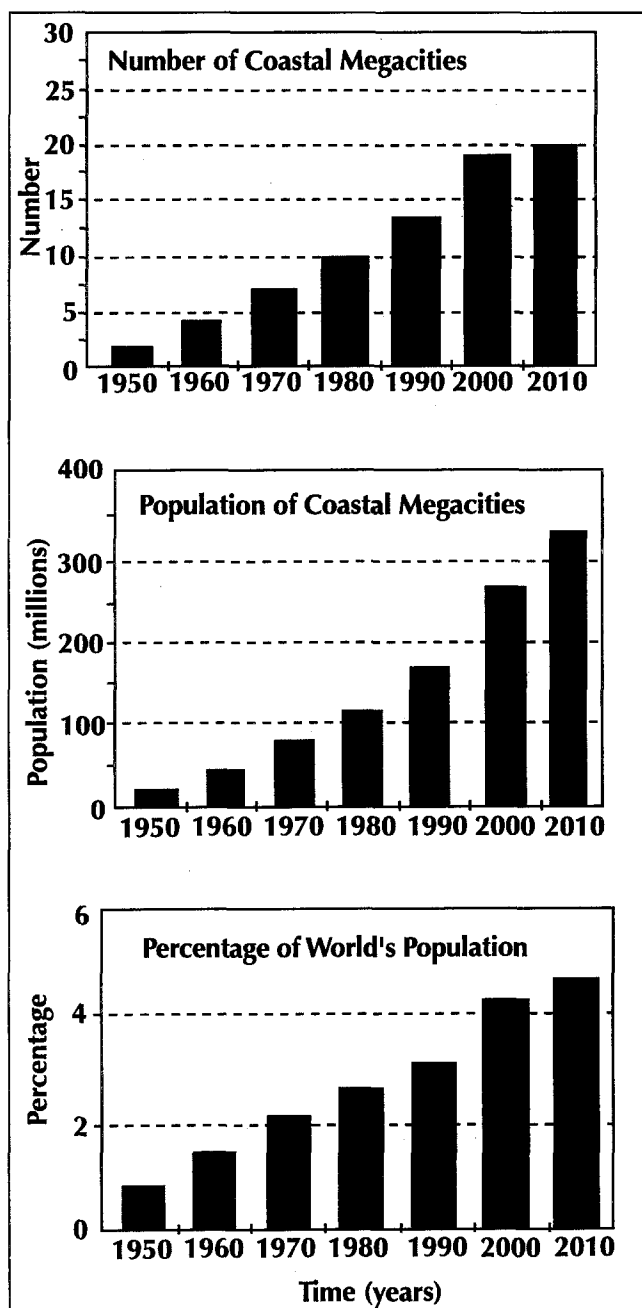 Number of Coastal Megacities
Number
30
25
20
15
10
5
0
1950 1960 1970 1980 1990 2000 2010
Population of Coastal Megacities
Population (millions)
400
300
200
100
0
1950 1960 1970 1980 1990 2000 2010
Percentage of World's Population
Percentage
6
4
2
0
1950 1960 1970 1980 1990 2000 2010
Time (years)